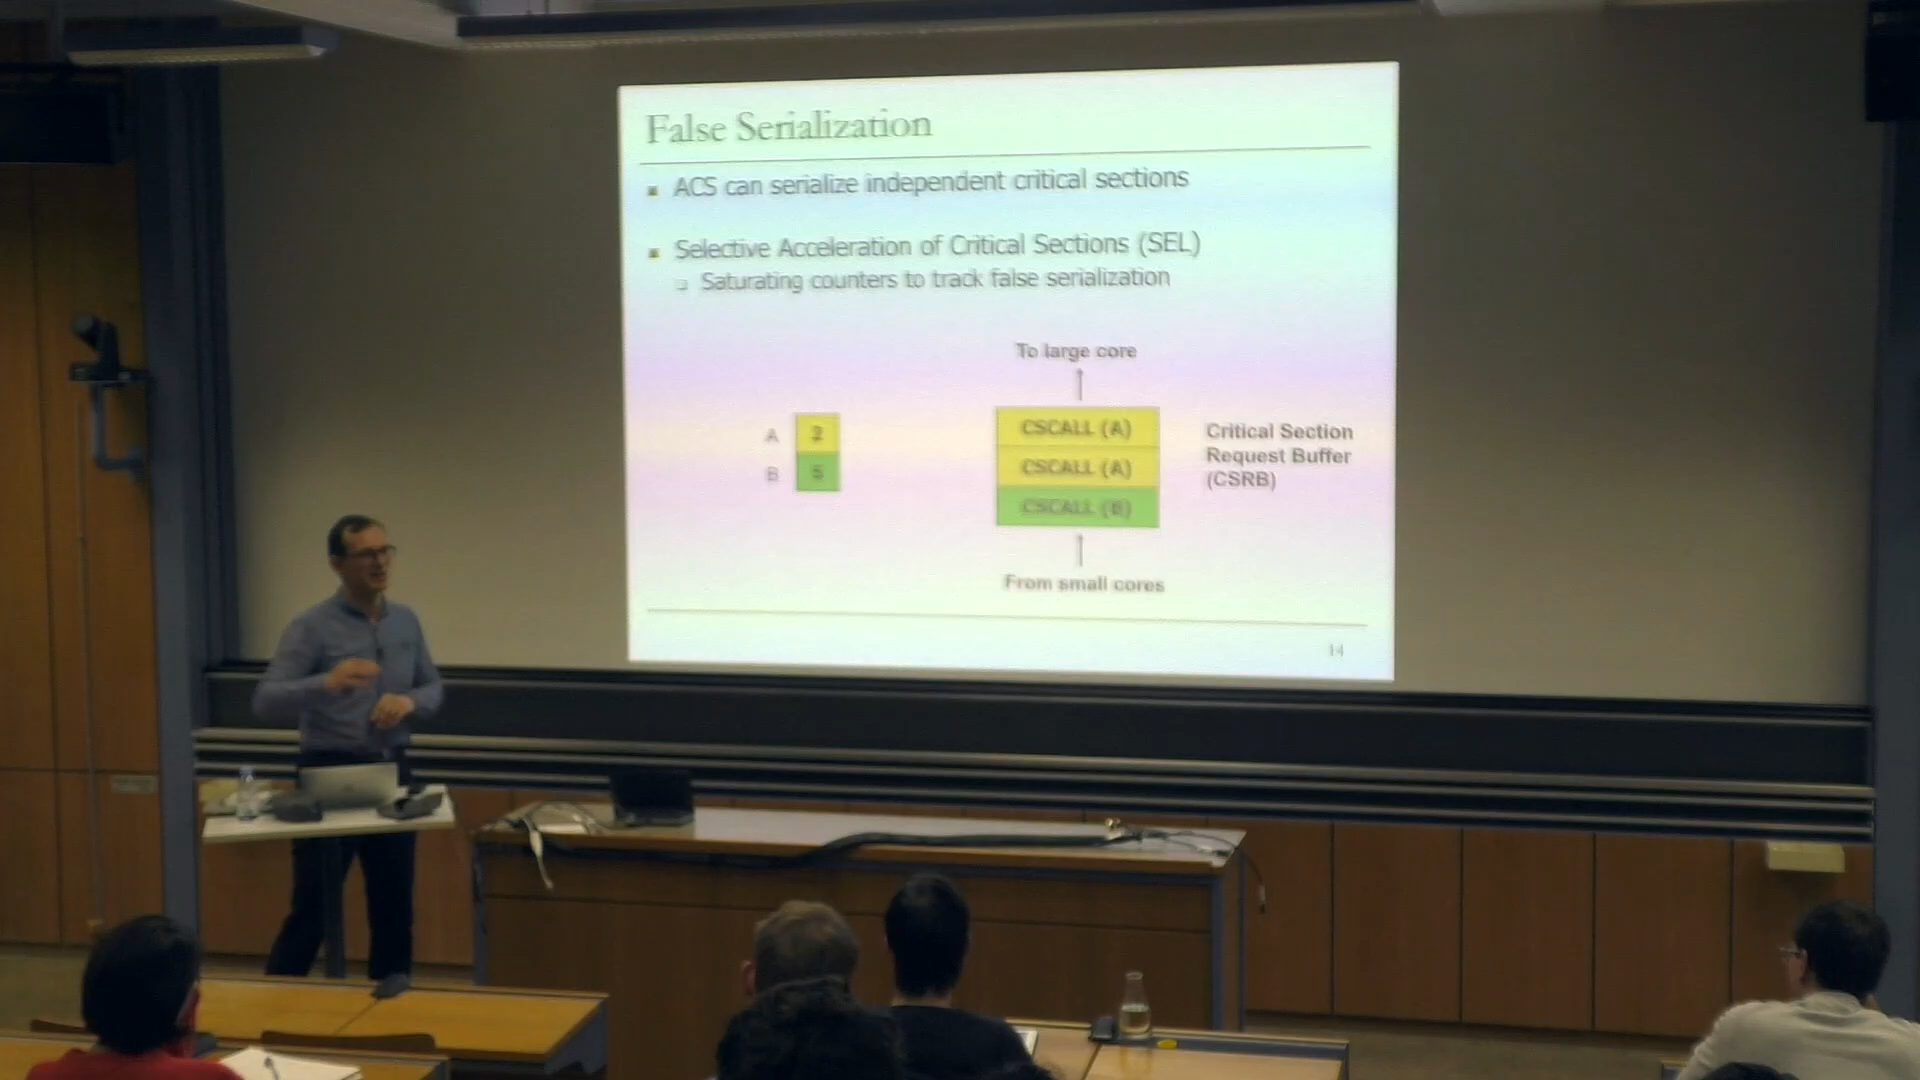 False Serialization
ACS can serialize independent critical sections
Selective Acceleration of Critical Sections (SEL)
Saturating counters to track false serialization
To large core
A 2
B 5
CSCALL (A)
CSCALL (A)
CSCALL (B)
Critical Section
Request Buffer
(CSRB)
From small cores
14